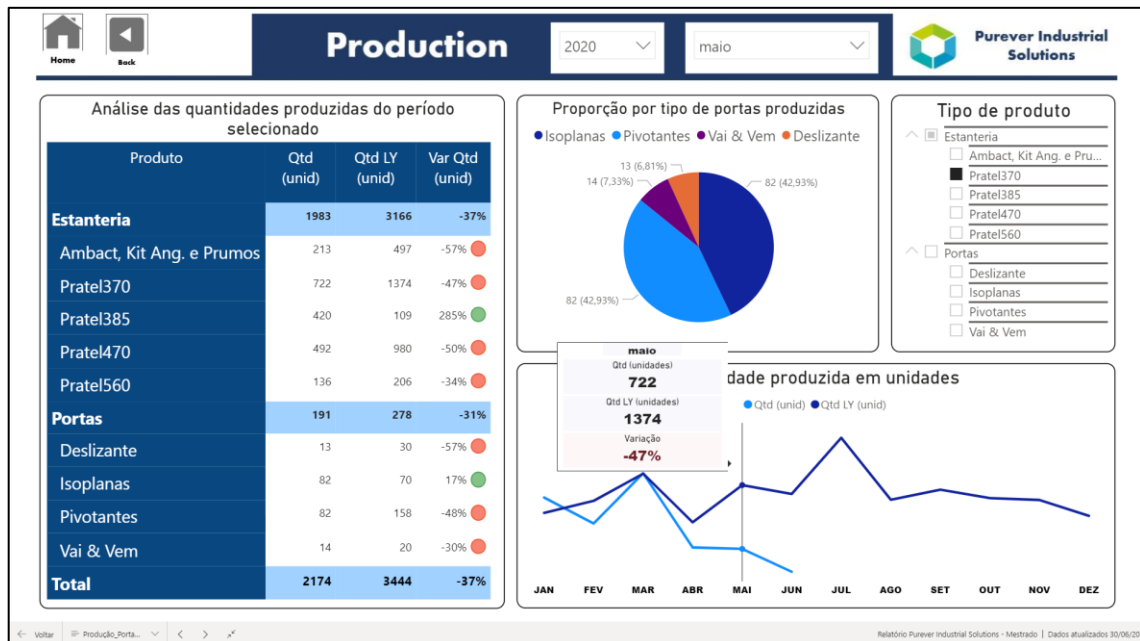 Home
Back
Production
2020
maio
Purever Industrial
Solutions
Análise das quantidades produzidas do período
selecionado
Produto Qtd (unid) Qtd LY (unid) Var Qtd (unid)
Estanteria 1983 3166 -37%
Ambact, Kit Ang. e Prumos 213 497 -57%
Pratel370 722 1374 -47%
Pratel385 420 109 285%
Pratel470 492 980 -50%
Pratel560 136 206 -34%
Portas 191 278 -31%
Deslizante 13 30 -57%
Isoplanas 82 70 17%
Pivotantes 82 158 -48%
Vai & Vem 14 20 -30%
Total 2174 3444 -37%
Proporção por tipo de portas produzidas
Isoplanas Pivotantes Vai & Vem Deslizante
13 (6,81%)
14 (7,33%)
82 (42,93%)
82 (42,93%)
Tipo de produto
Estanteria
Ambact, Kit Ang. e Pru...
Pratel370
Pratel385
Pratel470
Pratel560
Portas
Deslizante
Isoplanas
Pivotantes
Vai & Vem
maio
Qtd (unidades)
722
Qtd LY (unidades)
1374
Variação
-47%
dade produzida em unidades
Qtd (unid) Qtd LY (unid)
JAN FEV MAR ABR MAI JUN JUL AGO SET OUT NOV DEZ
Voltar
Produção_Porta...
Relatório Purever Industrial Solutions - Mestrado | Dados atualizados 30/06/20